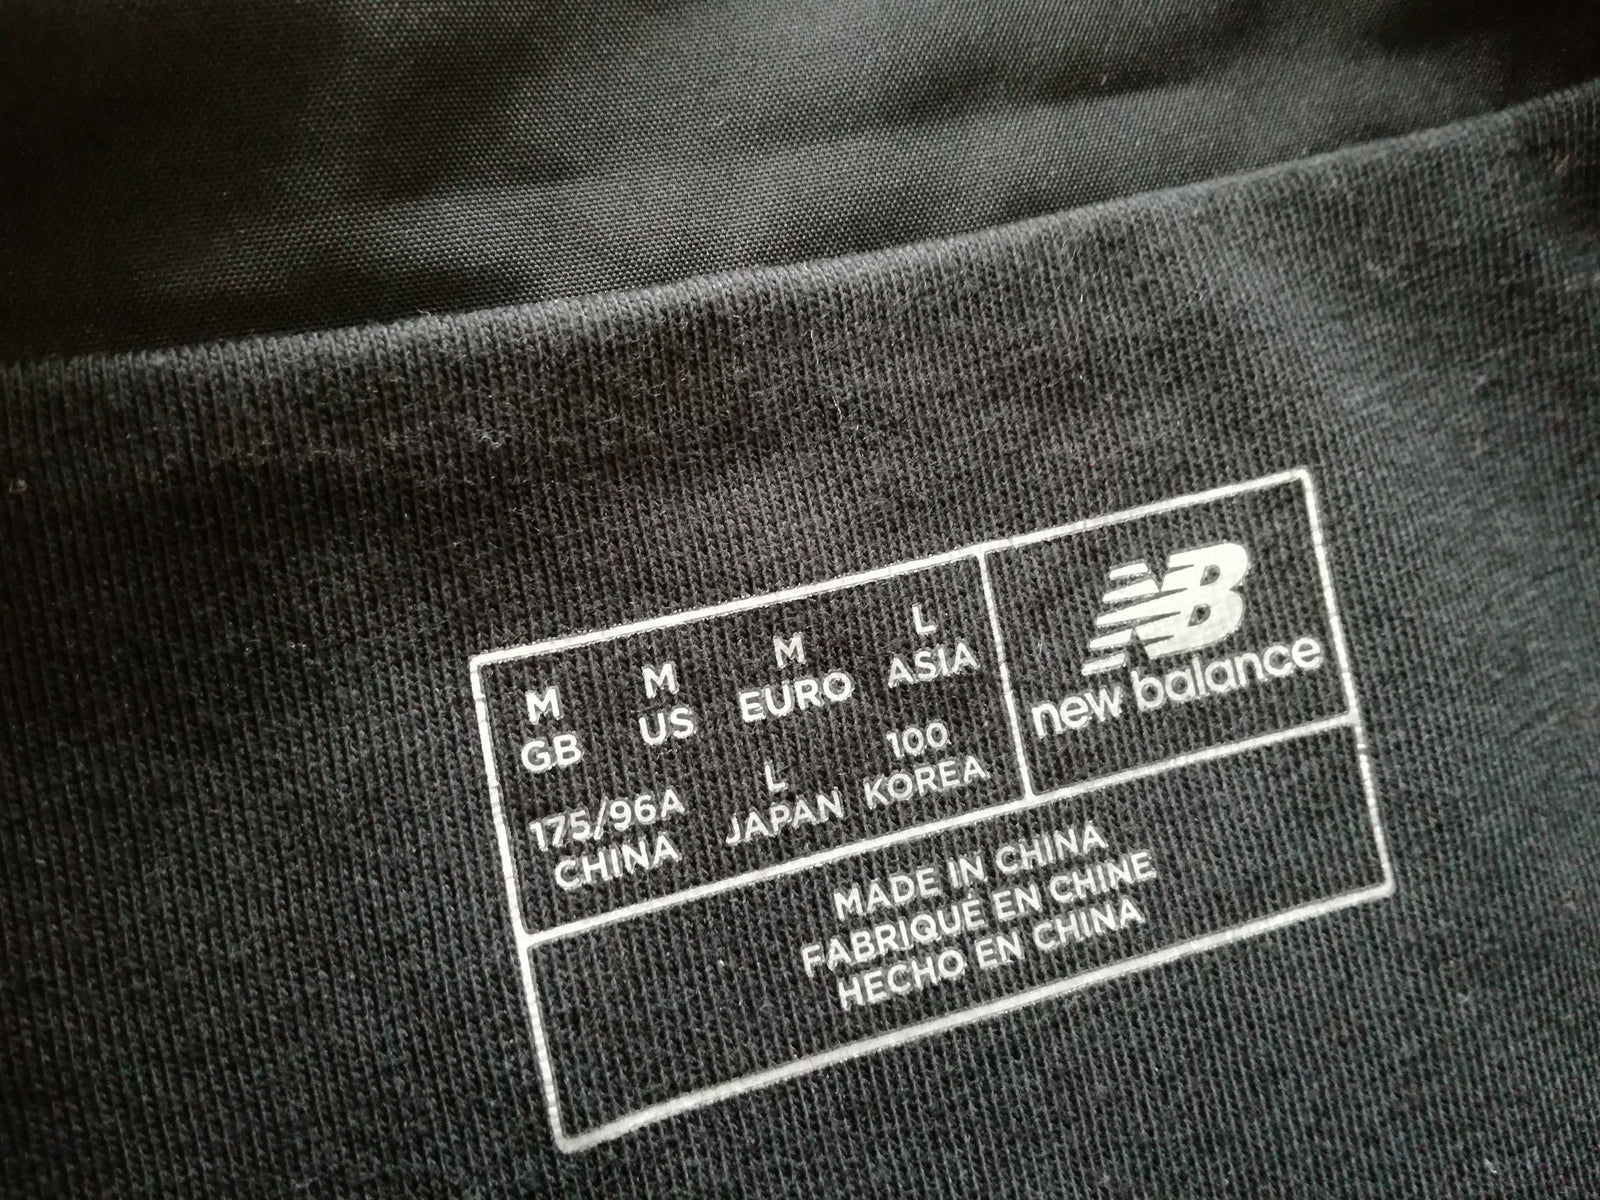 M M M L
GB US EURO ASIA
175/96A L 100
CHINA JAPAN KOREA
NB
new balance
MADE IN CHINA
FABRIQUÉ EN CHINE
HECHO EN CHINA